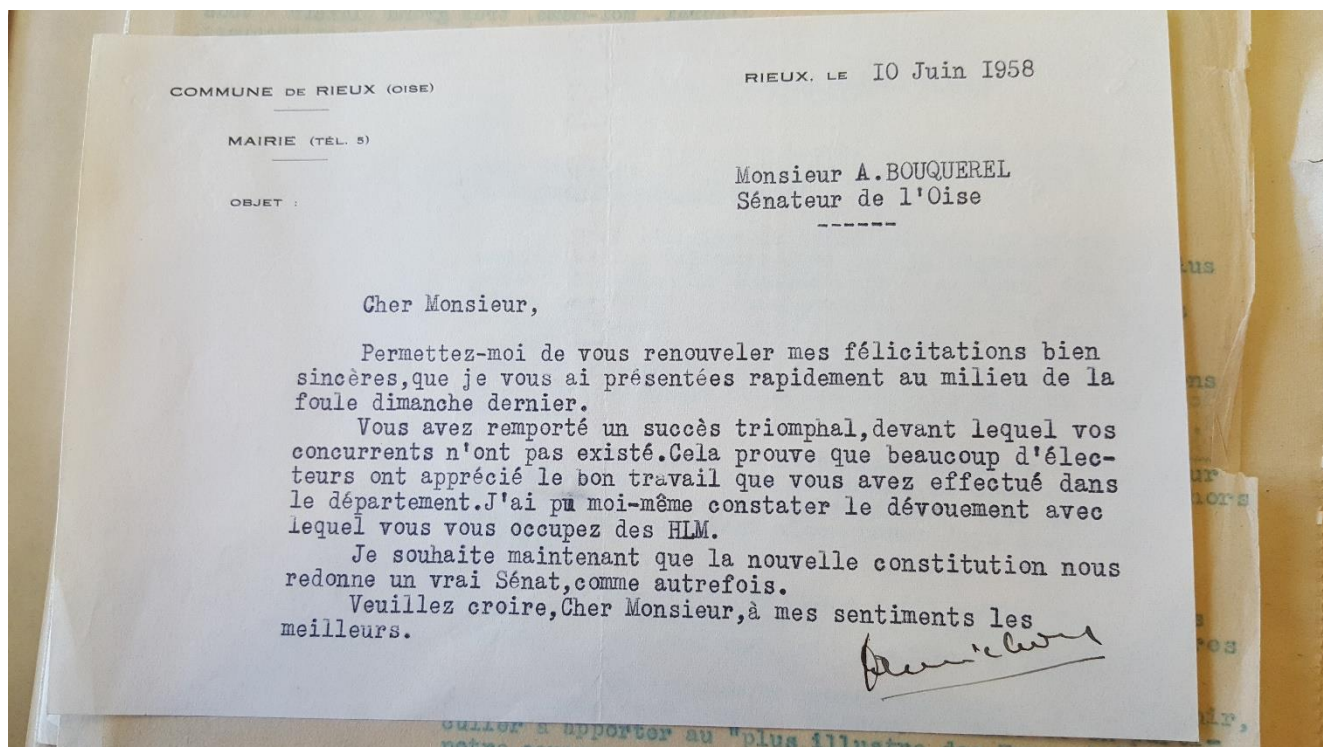 COMMUNE DE RIEUX (OISE)
MAIRIE (TÉL. 5)
OBJET :
RIEUX. LE 10 Juin 1958
Monsieur A.BOUQUEREL
Sénateur de l'Oise
------
Cher Monsieur,
Permettez-moi de vous renouveler mes félicitations bien
sincères,que je vous ai présentées rapidement au milieu de la
foule dimanche dernier.
Vous avez remporté un succès triomphal,devant lequel vos
concurrents n'ont pas existé.Cela prouve que beaucoup d'élec-
teurs ont apprécié le bon travail que vous avez effectué dans
le département.J'ai pu moi-même constater le dévouement avec
lequel vous vous occupez des HLM.
Je souhaite maintenant que la nouvelle constitution nous
redonne un vrai Sénat,comme autrefois.
Veuillez croire,Cher Monsieur,à mes sentiments les
meilleurs.
apporter au "plus